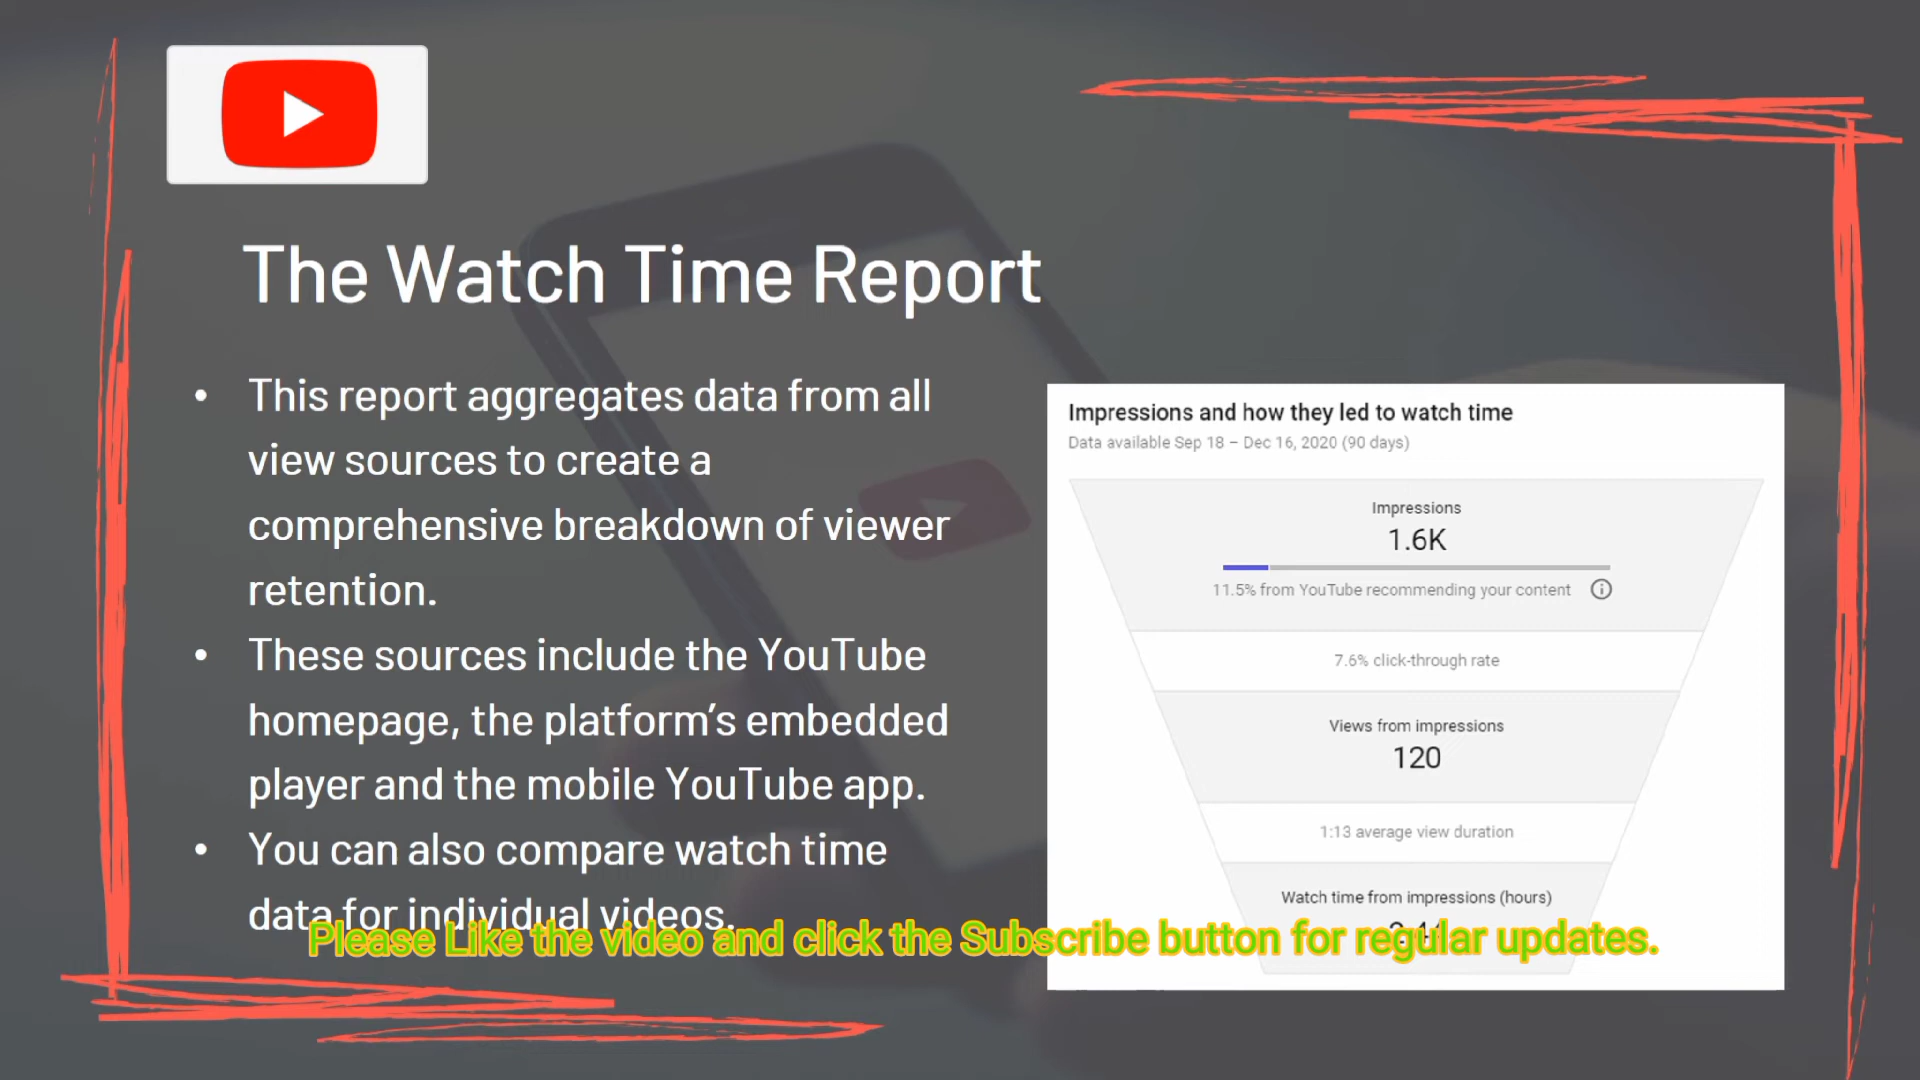 The Watch Time Report
• This report aggregates data from all
view sources to create a
comprehensive breakdown of viewer
retention.
• These sources include the YouTube
homepage, the platform’s embedded
player and the mobile YouTube app.
• You can also compare watch time
data for individual videos.
Impressions and how they led to watch time
Data available Sep 18 – Dec 16, 2020 (90 days)
Impressions
1.6K
11.5% from YouTube recommending your content
7.6% click-through rate
Views from impressions
120
1:13 average view duration
Watch time from impressions (hours)
Please Like the video and click the Subscribe button for regular updates.